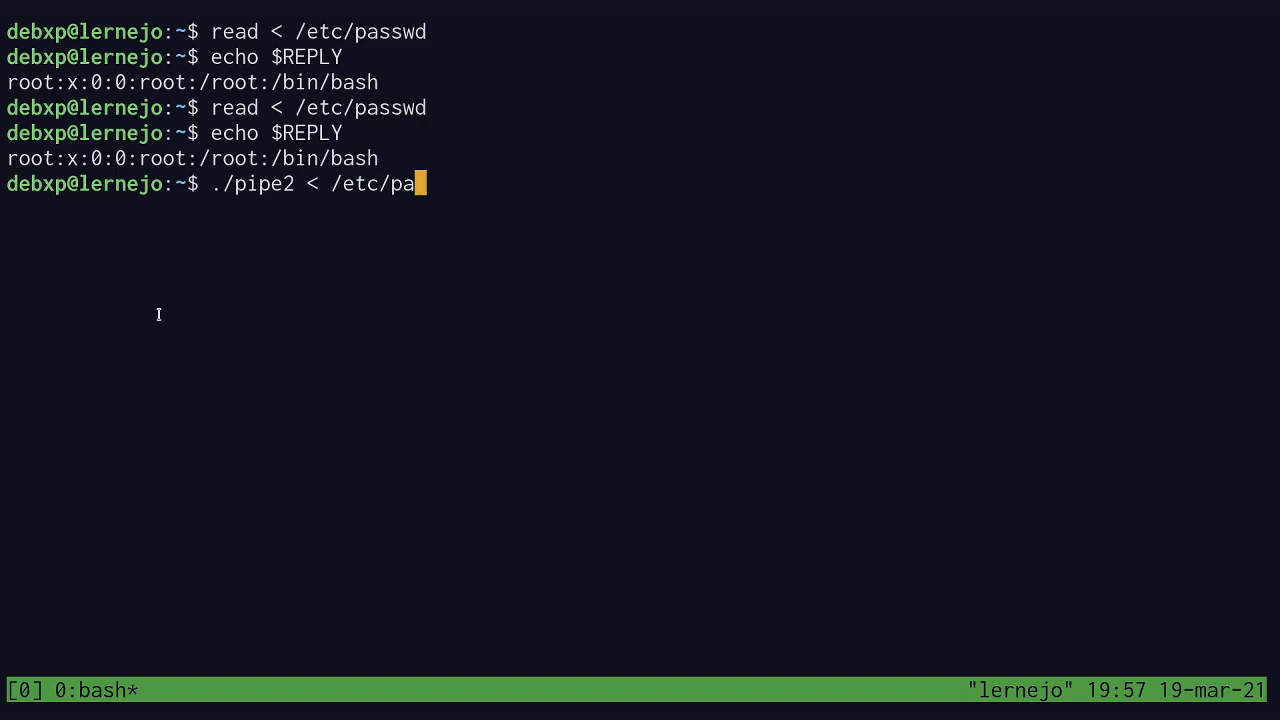 debxp@lernejo:~$ read < /etc/passwd
debxp@lernejo:~$ echo $REPLY
root:x:0:0:root:/root:/bin/bash
debxp@lernejo:~$ read < /etc/passwd
debxp@lernejo:~$ echo $REPLY
root:x:0:0:root:/root:/bin/bash
debxp@lernejo:~$ ./pipe2 < /etc/pa
[0] 0:bash* "lernejo" 19:57 19-mar-21